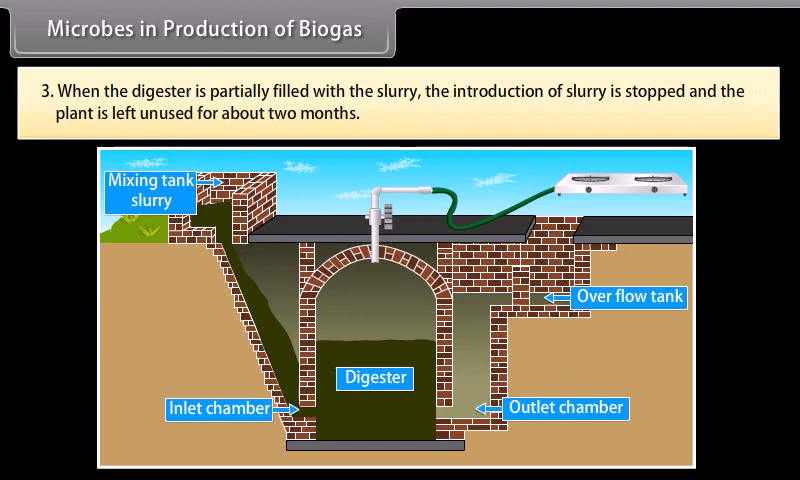 Microbes in Production of Biogas
3. When the digester is partially filled with the slurry, the introduction of slurry is stopped and the
plant is left unused for about two months.
Mixing tank
slurry
Over flow tank
Digester
Inlet chamber
Outlet chamber